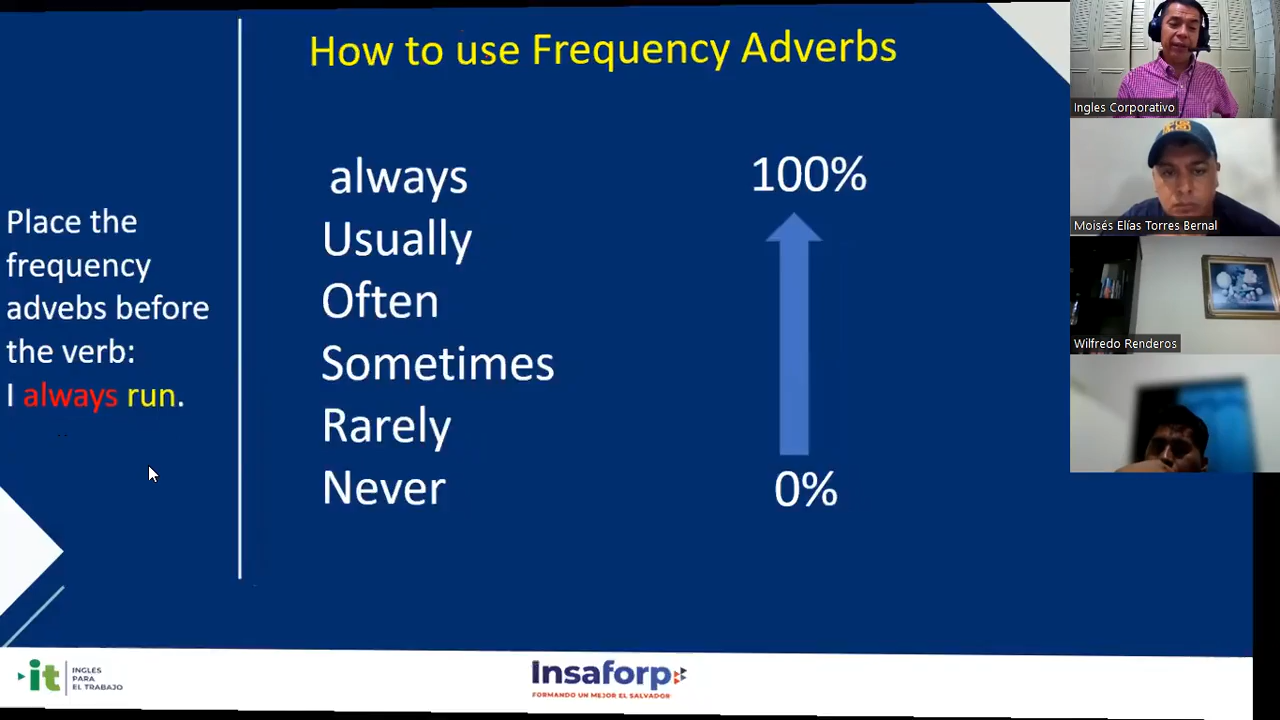 How to use Frequency Adverbs
Place the
frequency
advebs before
the verb:
I always run.
always 100%
Usually
Often
Sometimes
Rarely
Never 0%
it INGLES
PARA
EL TRABAJO
Insaforp
FORMANDO UN MEJOR EL SALVADOR
Ingles Corporativo
Moisés Elías Torres Bernal
Wilfredo Renderos